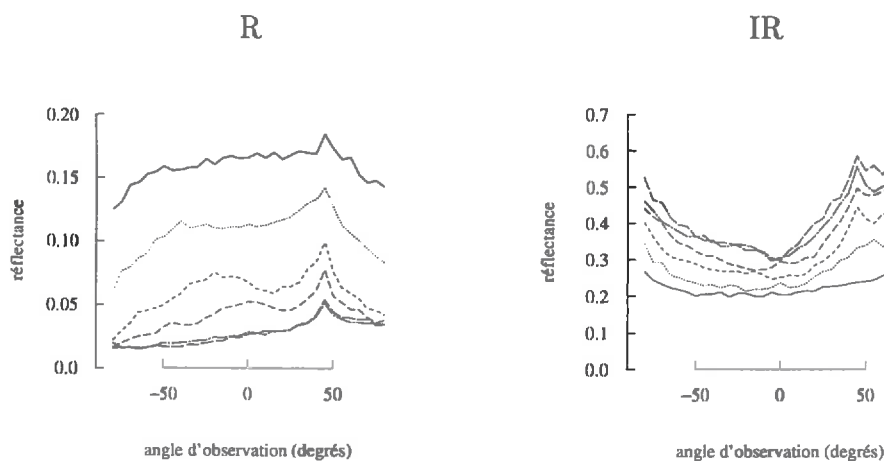 R
0.20
0.15
0.10
0.05
0.0
réflectance
−50 0 50
angle d'observation (degrés)
IR
0.7
0.6
0.5
0.4
0.3
0.2
0.1
0.0
réflectance
−50 0 50
angle d'observation (degrés)